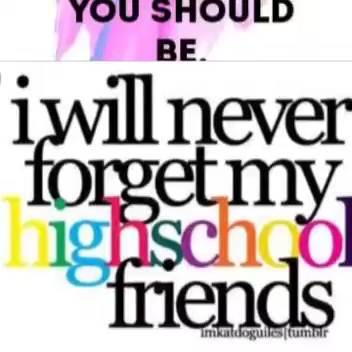 YOU SHOULD
BE.
i will never
forget my
highschool
friends
imkatdoguiles|tumblr